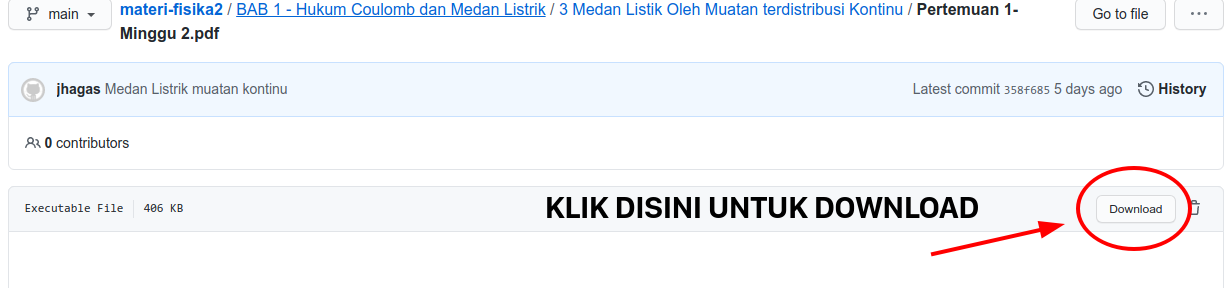 main
materi-fisika2 / BAB 1 - Hukum Coulomb dan Medan Listrik / 3 Medan Listik Oleh Muatan terdistribusi Kontinu / Pertemuan 1-
Minggu 2.pdf
Go to file
...
jhagas Medan Listrik muatan kontinu
Latest commit 358f685 5 days ago
History
0 contributors
Executable File
406 KB
KLIK DISINI UNTUK DOWNLOAD
Download